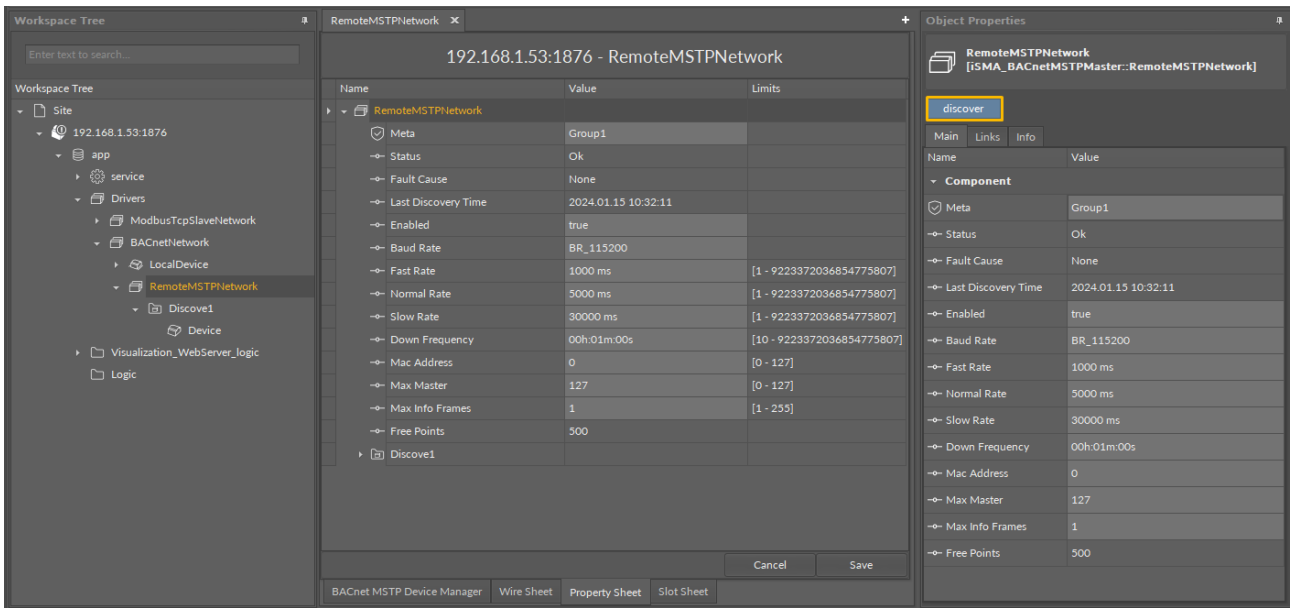 Workspace Tree
Enter text to search...
Workspace Tree
Site
192.168.1.53:1876
app
service
Drivers
ModbusTcpSlaveNetwork
BACnetNetwork
LocalDevice
RemoteMSTPNetwork
Discove1
Device
Visualization_WebServer_logic
Logic
RemoteMSTPNetwork X
192.168.1.53:1876 - RemoteMSTPNetwork
Name Value Limits
RemoteMSTPNetwork
Meta Group1
Status Ok
Fault Cause None
Last Discovery Time 2024.01.15 10:32:11
Enabled true
Baud Rate BR_115200
Fast Rate 1000 ms [1 - 9223372036854775807]
Normal Rate 5000 ms [1 - 9223372036854775807]
Slow Rate 30000 ms [1 - 9223372036854775807]
Down Frequency 00h:01m:00s [10 - 9223372036854775807]
Mac Address 0 [0 - 127]
Max Master 127 [0 - 127]
Max Info Frames 1 [1 - 255]
Free Points 500
Discove1
Cancel Save
BACnet MSTP Device Manager Wire Sheet Property Sheet Slot Sheet
Object Properties
RemoteMSTPNetwork
[iSMA_BACnetMSTPMaster::RemoteMSTPNetwork]
discover
Main Links Info
Name Value
Component
Meta Group1
Status Ok
Fault Cause None
Last Discovery Time 2024.01.15 10:32:11
Enabled true
Baud Rate BR_115200
Fast Rate 1000 ms
Normal Rate 5000 ms
Slow Rate 30000 ms
Down Frequency 00h:01m:00s
Mac Address 0
Max Master 127
Max Info Frames 1
Free Points 500